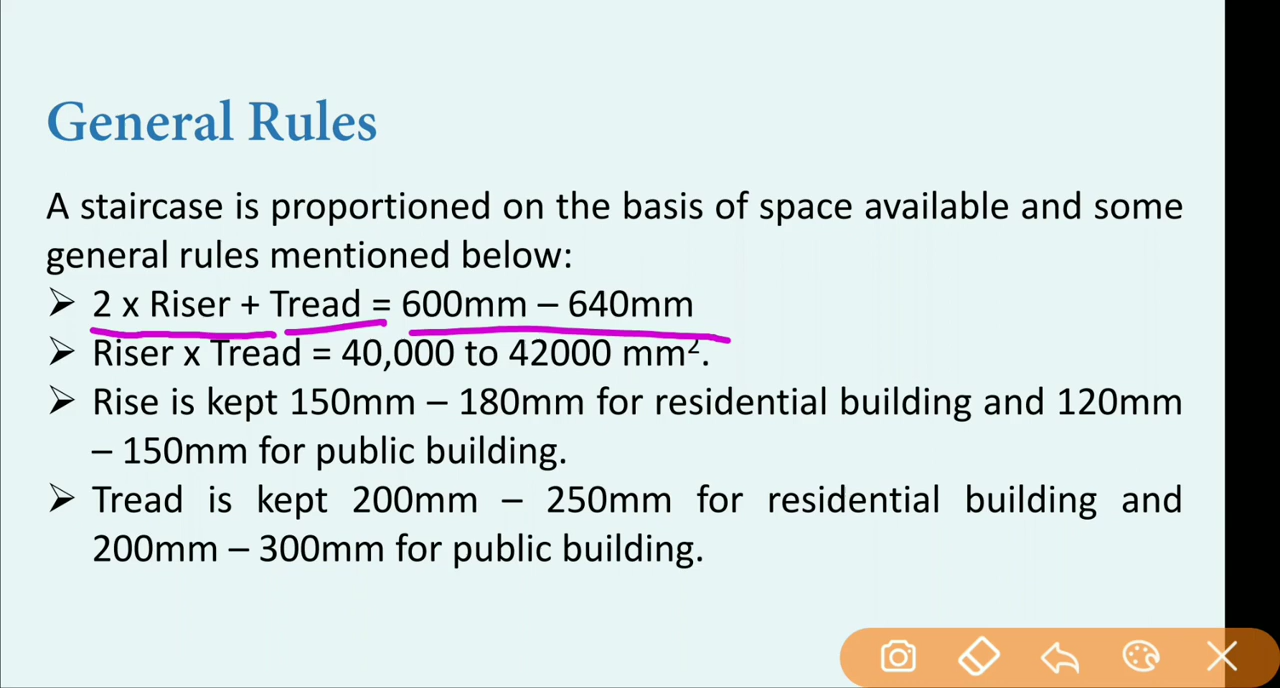 General Rules
A staircase is proportioned on the basis of space available and some
general rules mentioned below:
➢ 2 x Riser + Tread = 600mm – 640mm
➢ Riser x Tread = 40,000 to 42000 mm².
➢ Rise is kept 150mm – 180mm for residential building and 120mm
– 150mm for public building.
➢ Tread is kept 200mm – 250mm for residential building and
200mm – 300mm for public building.